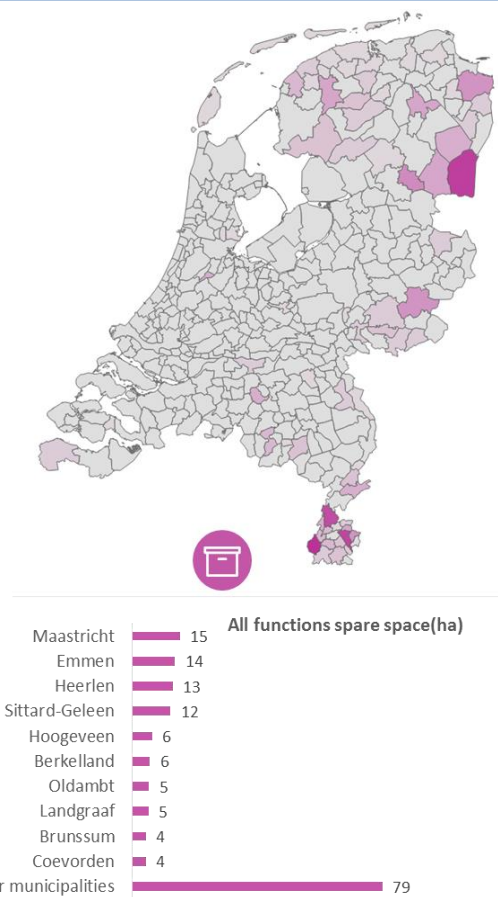 All functions spare space(ha)
Maastricht 15
Emmen 14
Heerlen 13
Sittard-Geleen 12
Hoogeveen 6
Berkelland 6
Oldambt 5
Landgraaf 5
Brunssum 4
Coevorden 4
municipalities 79